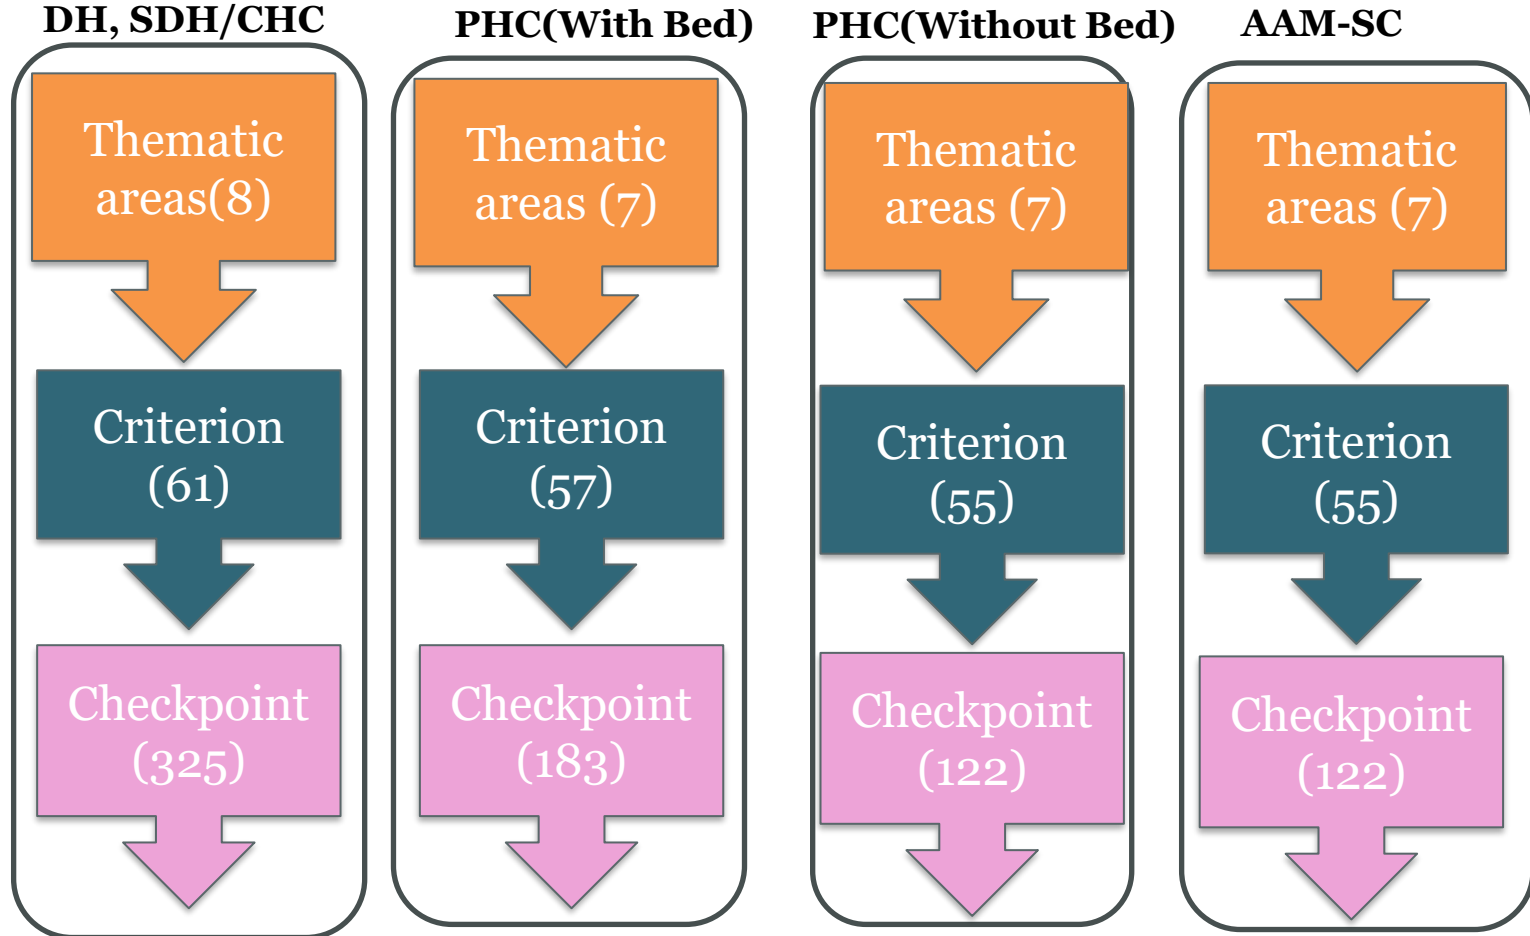 DH, SDH/CHC
Thematic
areas(8)
Criterion
(61)
Checkpoint
(325)
PHC(With Bed)
Thematic
areas (7)
Criterion
(57)
Checkpoint
(183)
PHC(Without Bed)
Thematic
areas (7)
Criterion
(55)
Checkpoint
(122)
AAM-SC
Thematic
areas (7)
Criterion
(55)
Checkpoint
(122)